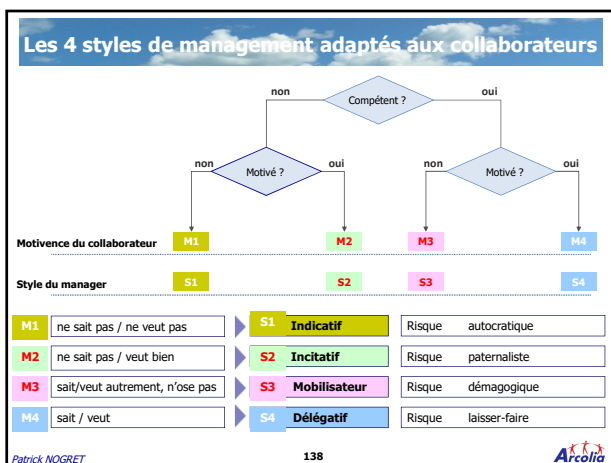 Les 4 styles de management adaptés aux collaborateurs
non
Compétent ?
oui
non
Motivé ?
oui
non
Motivé ?
oui
Motivence du collaborateur M1 M2 M3 M4
Style du manager S1 S2 S3 S4
M1 ne sait pas / ne veut pas S1 Indicatif Risque autocratique
M2 ne sait pas / veut bien S2 Incitatif Risque paternaliste
M3 sait/veut autrement, n'ose pas S3 Mobilisateur Risque démagogique
M4 sait / veut S4 Délégatif Risque laisser-faire
Patrick NOGRET 138 Arcolia